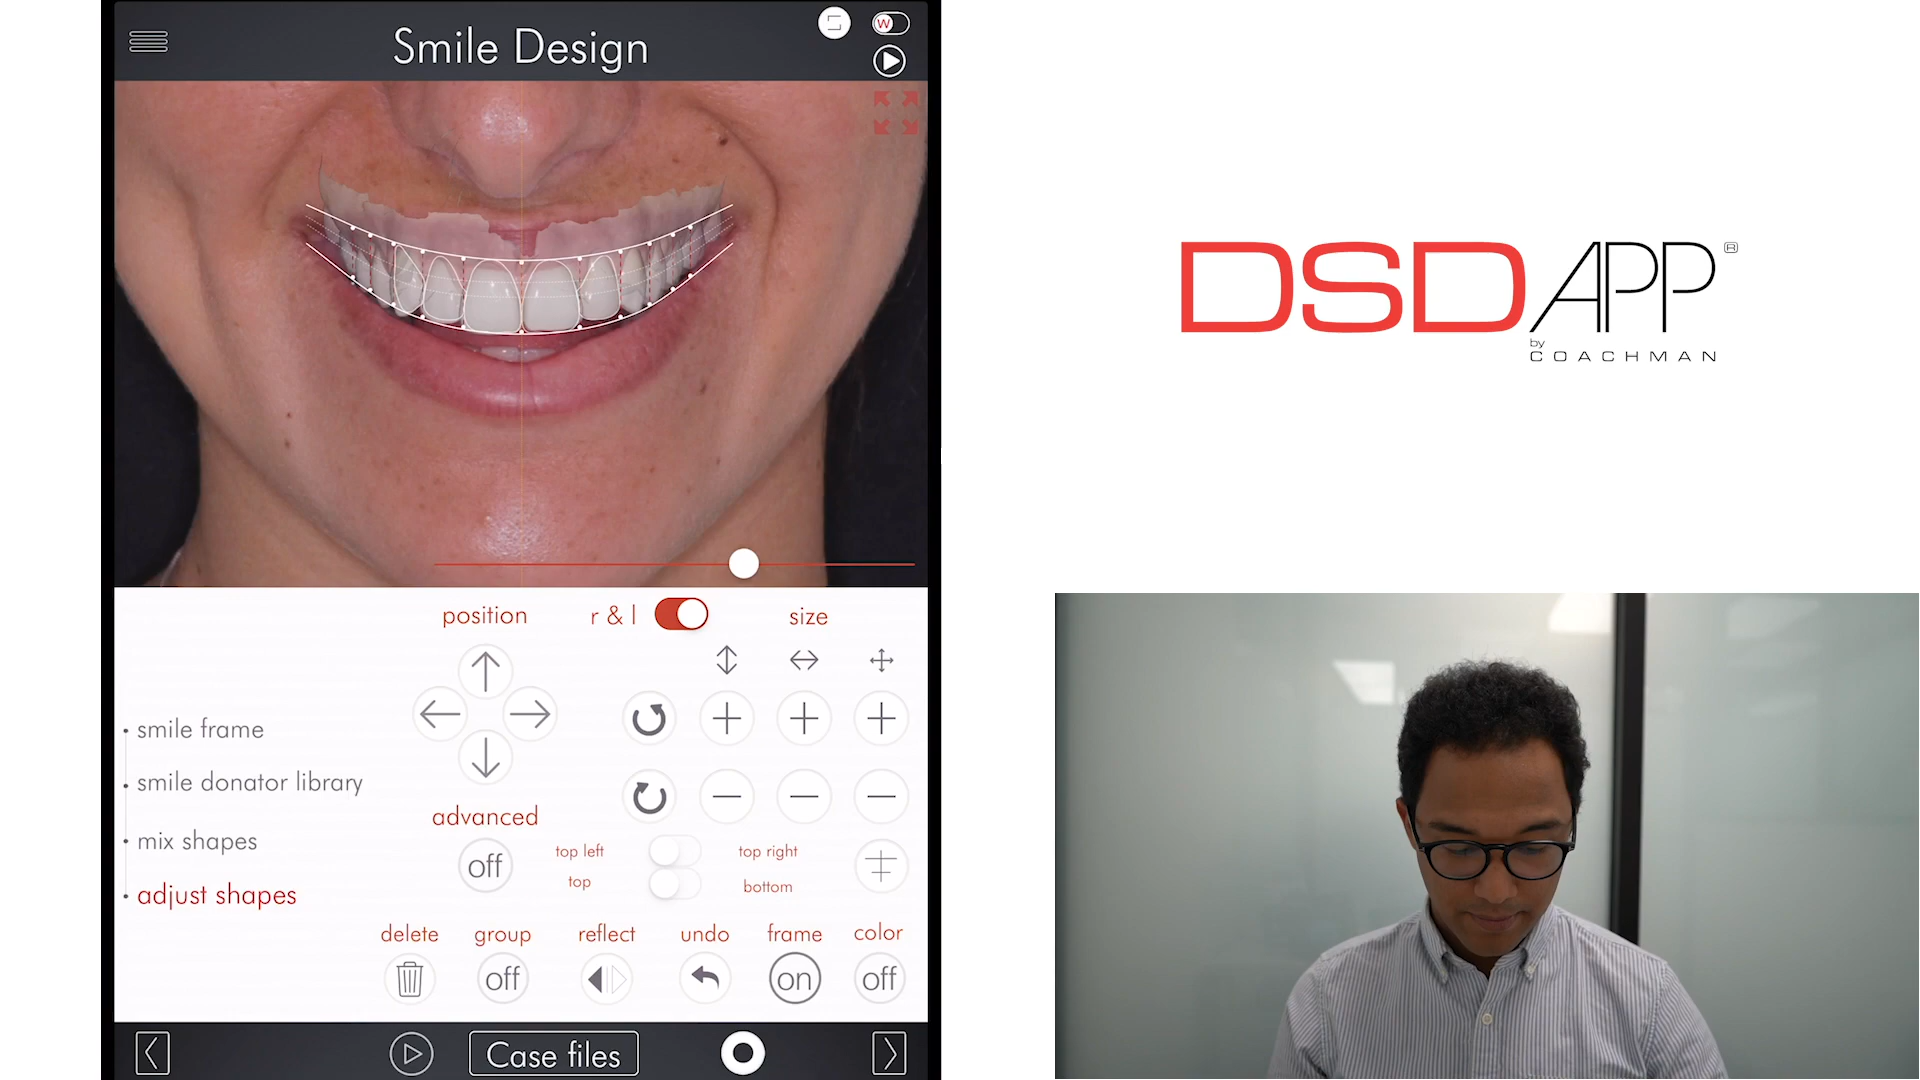 Smile Design
W
position
r & l
size
smile frame
smile donator library
mix shapes
adjust shapes
advanced
off
top left
top right
top
bottom
delete
group
reflect
undo
frame
color
off
on
off
Case files
DSDAPP®
by
COACHMAN